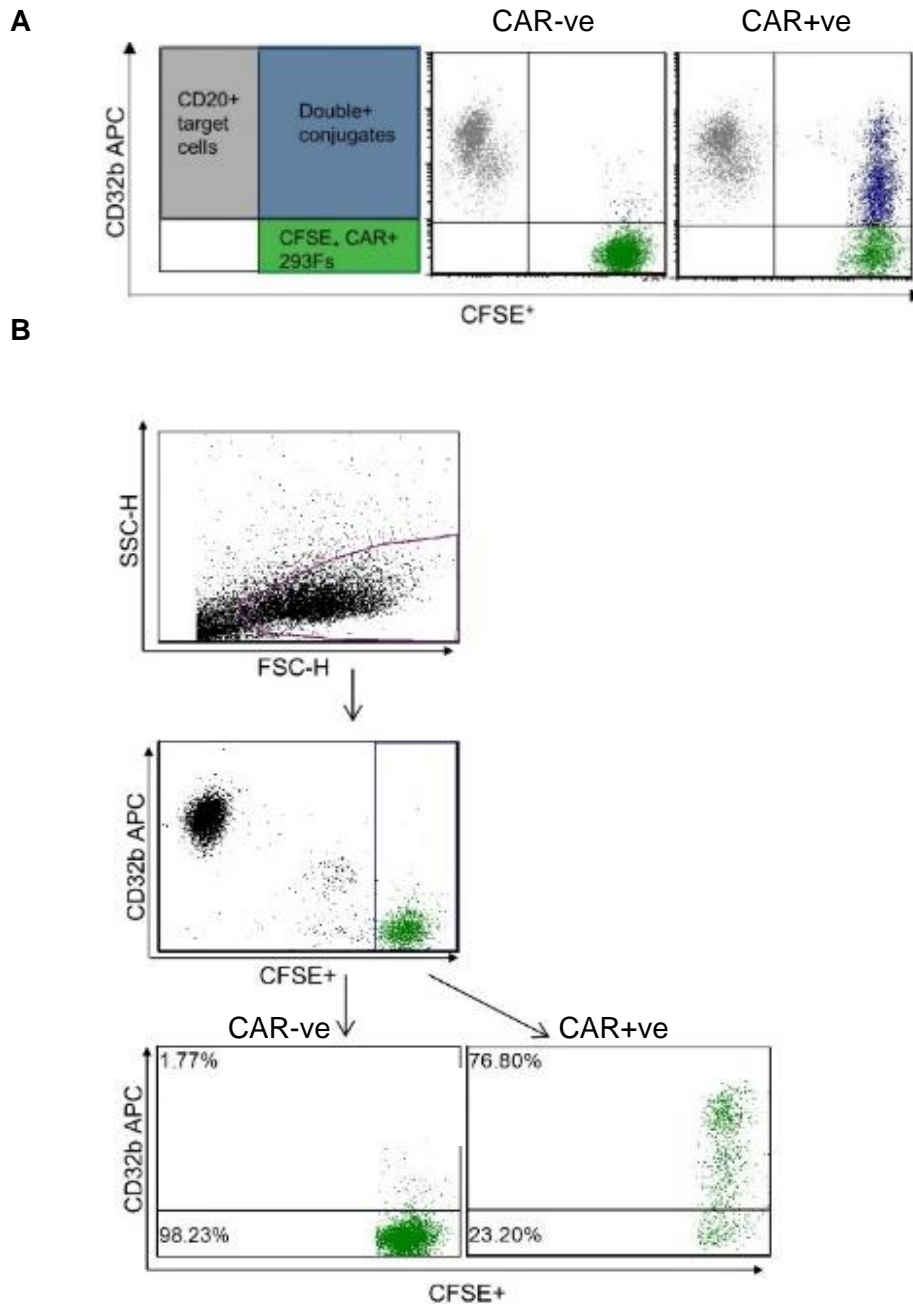 A
CAR-ve
CAR+ve
CD32b APC
CD20+
target
cells
Double+
conjugates
CFSE, CAR+
293Fs
CFSE⁺
B
SSC-H
FSC-H
CD32b APC
CFSE+
CAR-ve
CAR+ve
CD32b APC
1.77%
98.23%
76.80%
23.20%
CFSE+